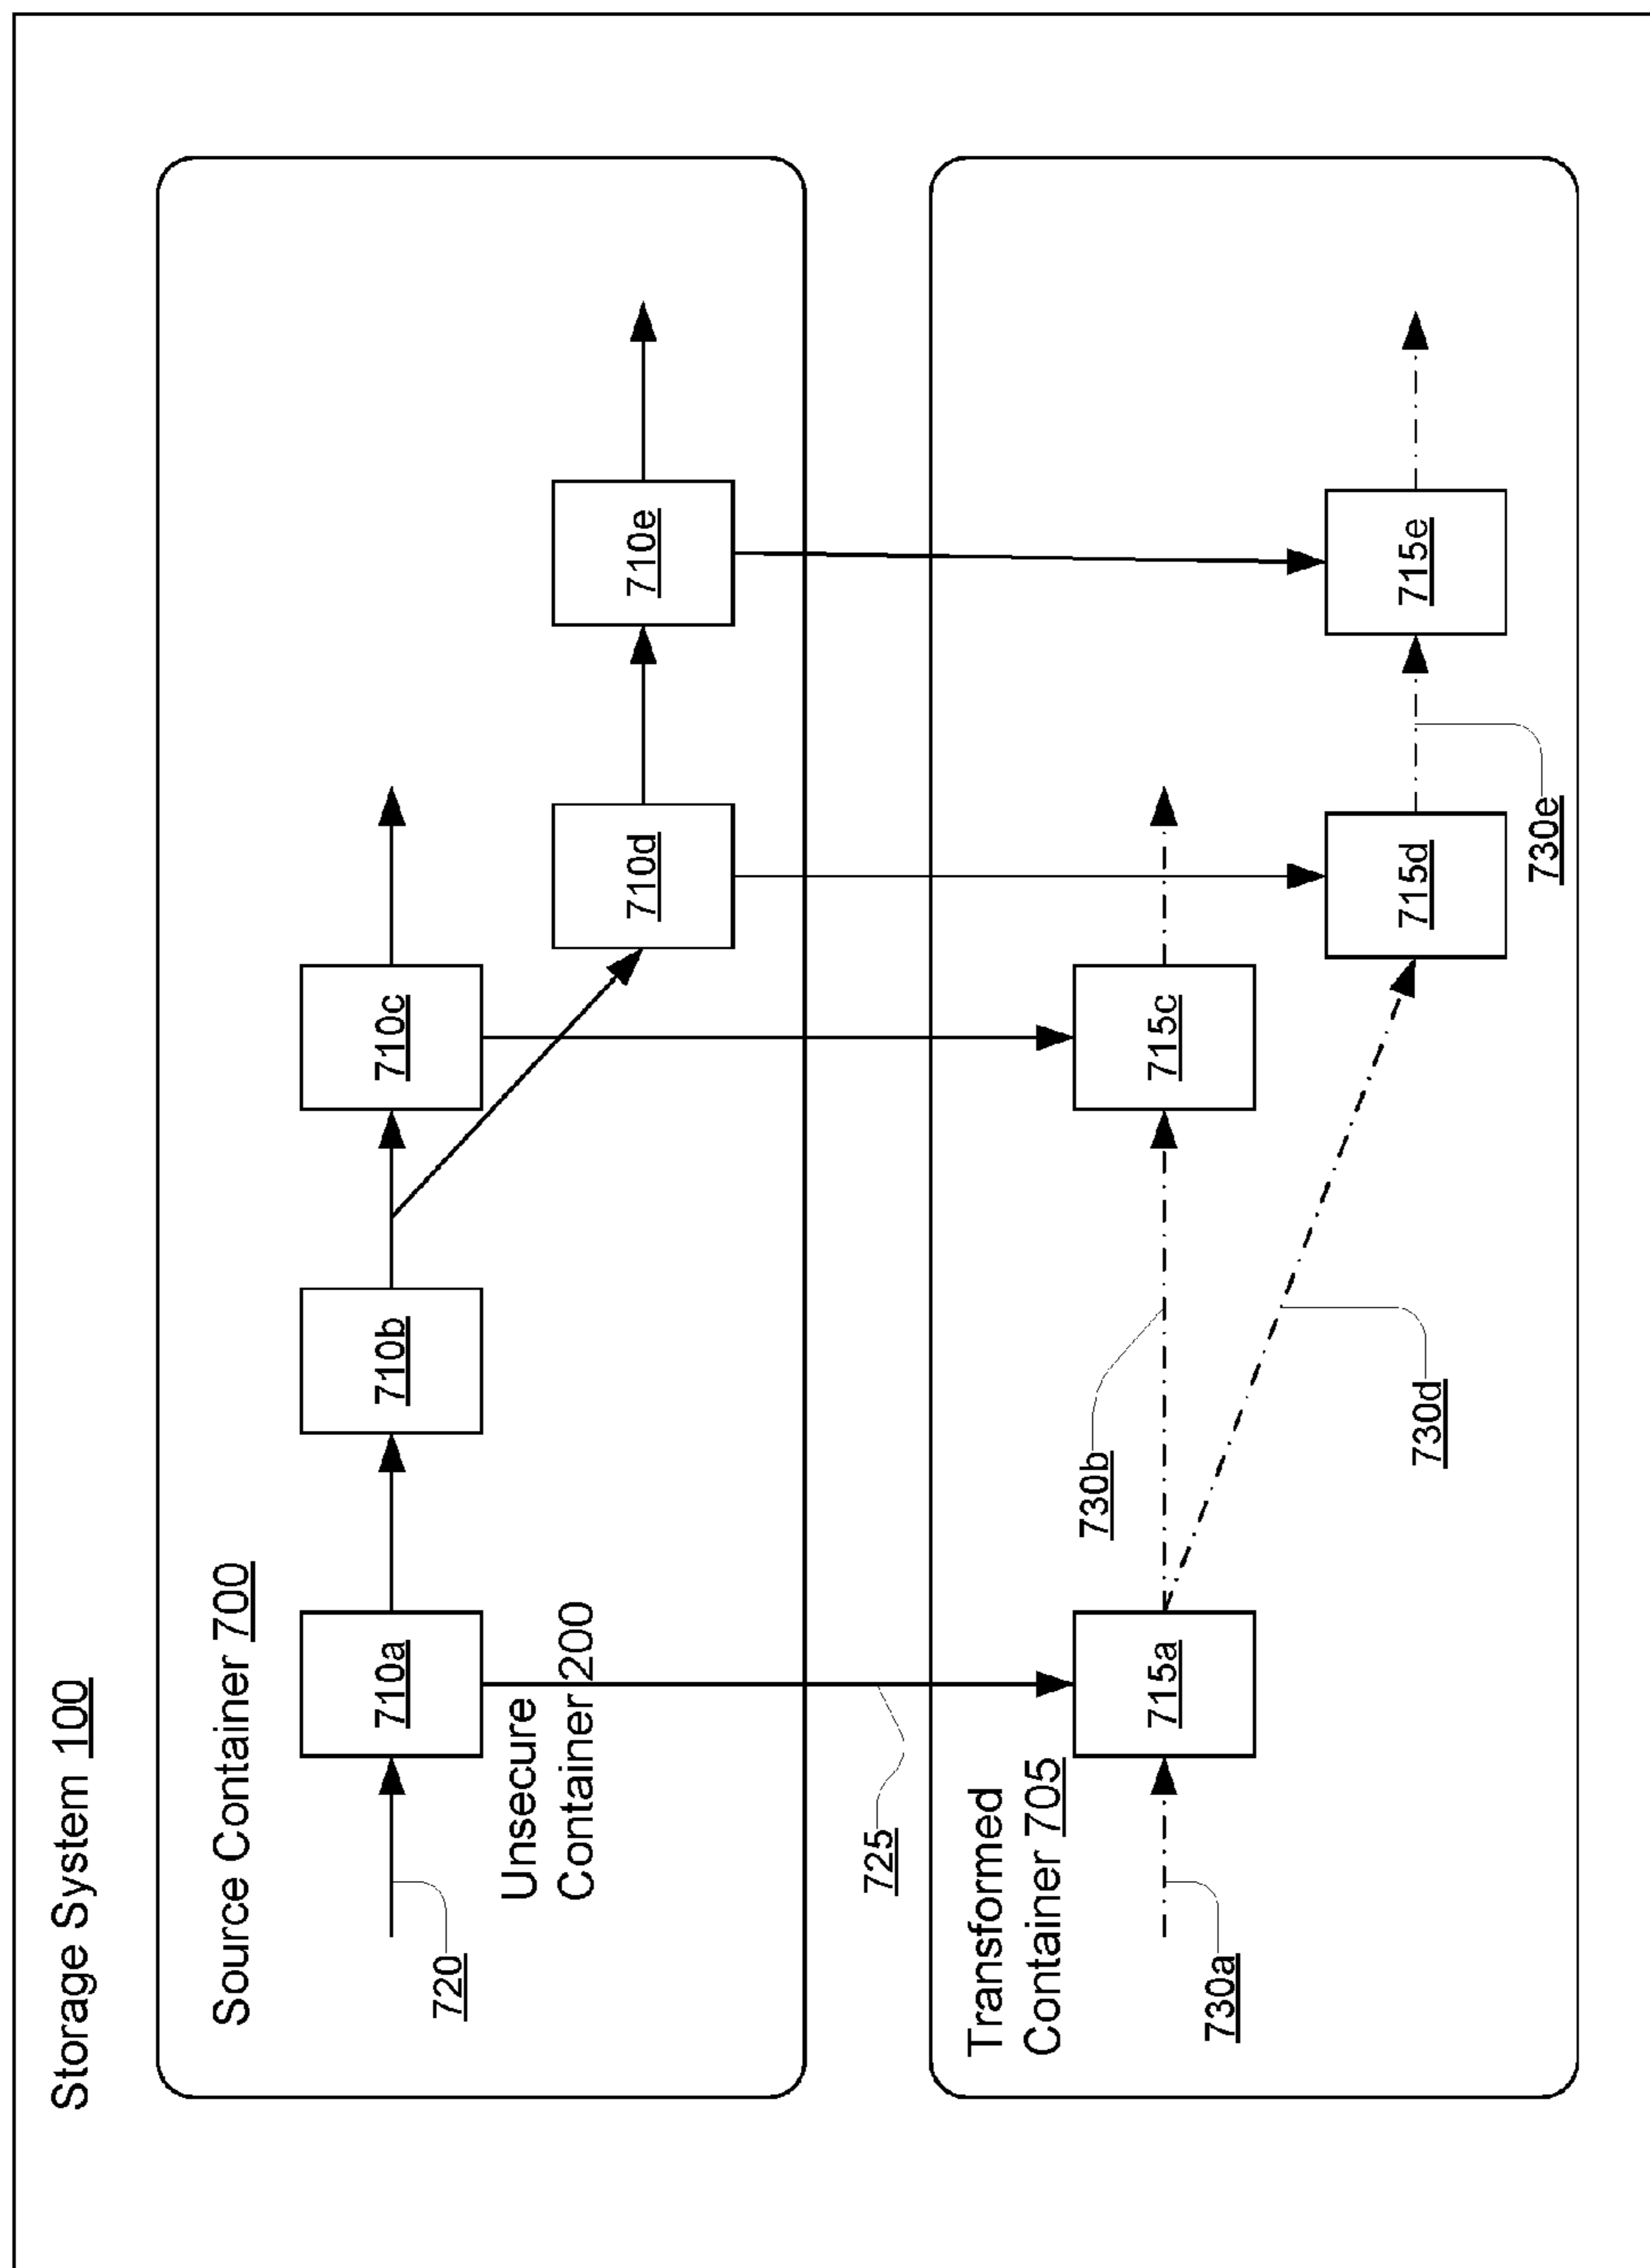 Storage System 100
Source Container 700
710a
710b
710c
710d
710e
720
Unsecure
Container 200
725
Transformed
Container 705
715a
715c
715d
715e
730a
730b
730d
730e